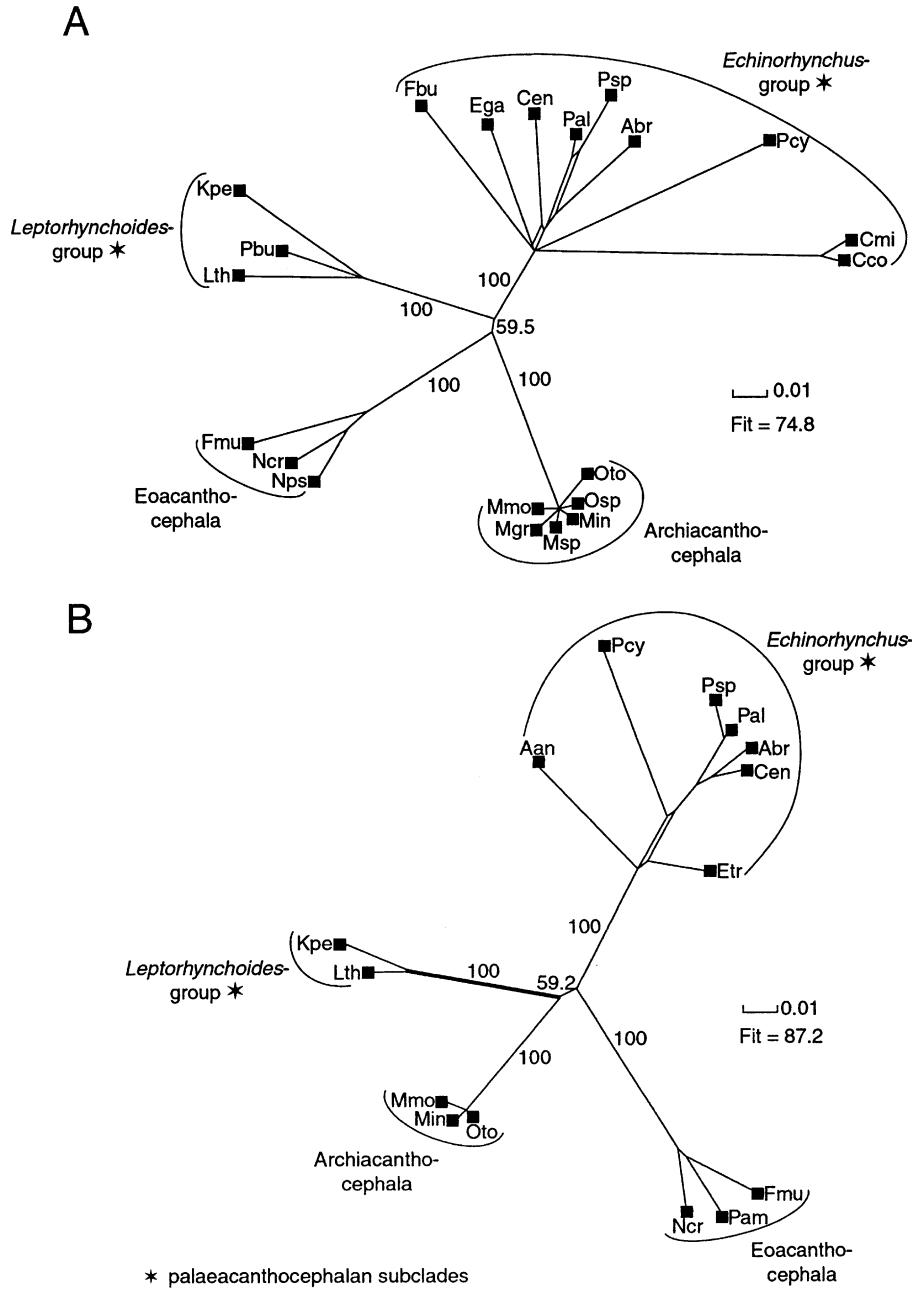 A
Echinorhynchus-
group ✶
Fbu
Ega
Cen
Psp
Pal
Abr
Pcy
Cmi
Cco
Kpe
Leptorhynchoides-
group ✶
Pbu
Lth
100
100
59.5
100
100
0.01
Fit = 74.8
Fmu
Ncr
Nps
Eoacantho-
cephala
Oto
Mmo
Osp
Min
Mgr
Msp
Archiacantho-
cephala
B
Echinorhynchus-
group ✶
Pcy
Psp
Pal
Abr
Cen
Aan
Etr
100
Kpe
Lth
Leptorhynchoides-
group ✶
100
59.2
0.01
Fit = 87.2
100
100
Mmo
Min
Oto
Archiacantho-
cephala
Fmu
Pam
Ncr
Eoacantho-
cephala
✶ palaeacanthocephalan subclades